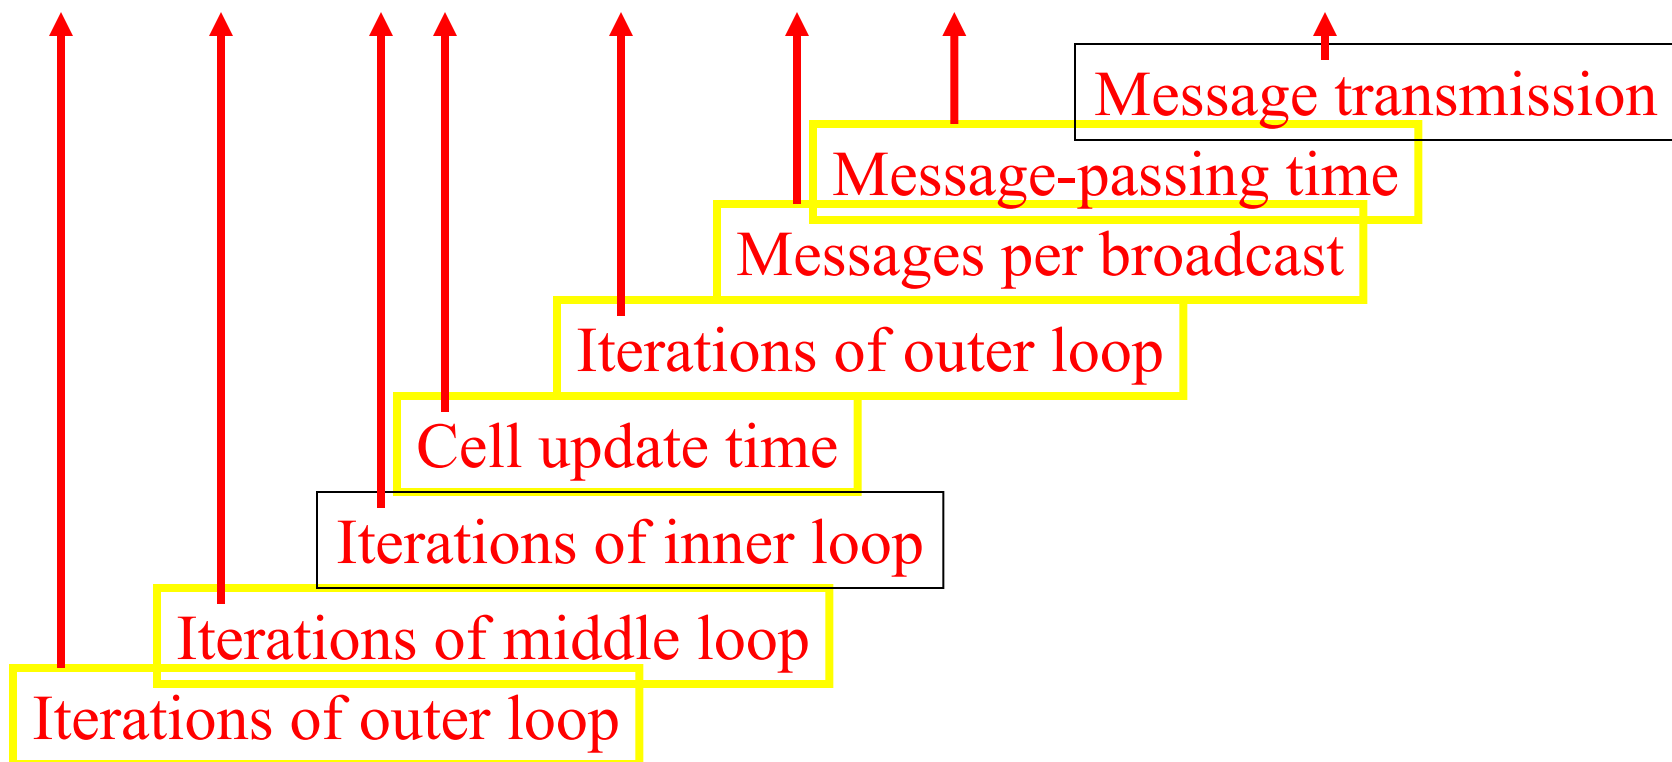 Message transmission
Message-passing time
Messages per broadcast
Iterations of outer loop
Cell update time
Iterations of inner loop
Iterations of middle loop
Iterations of outer loop